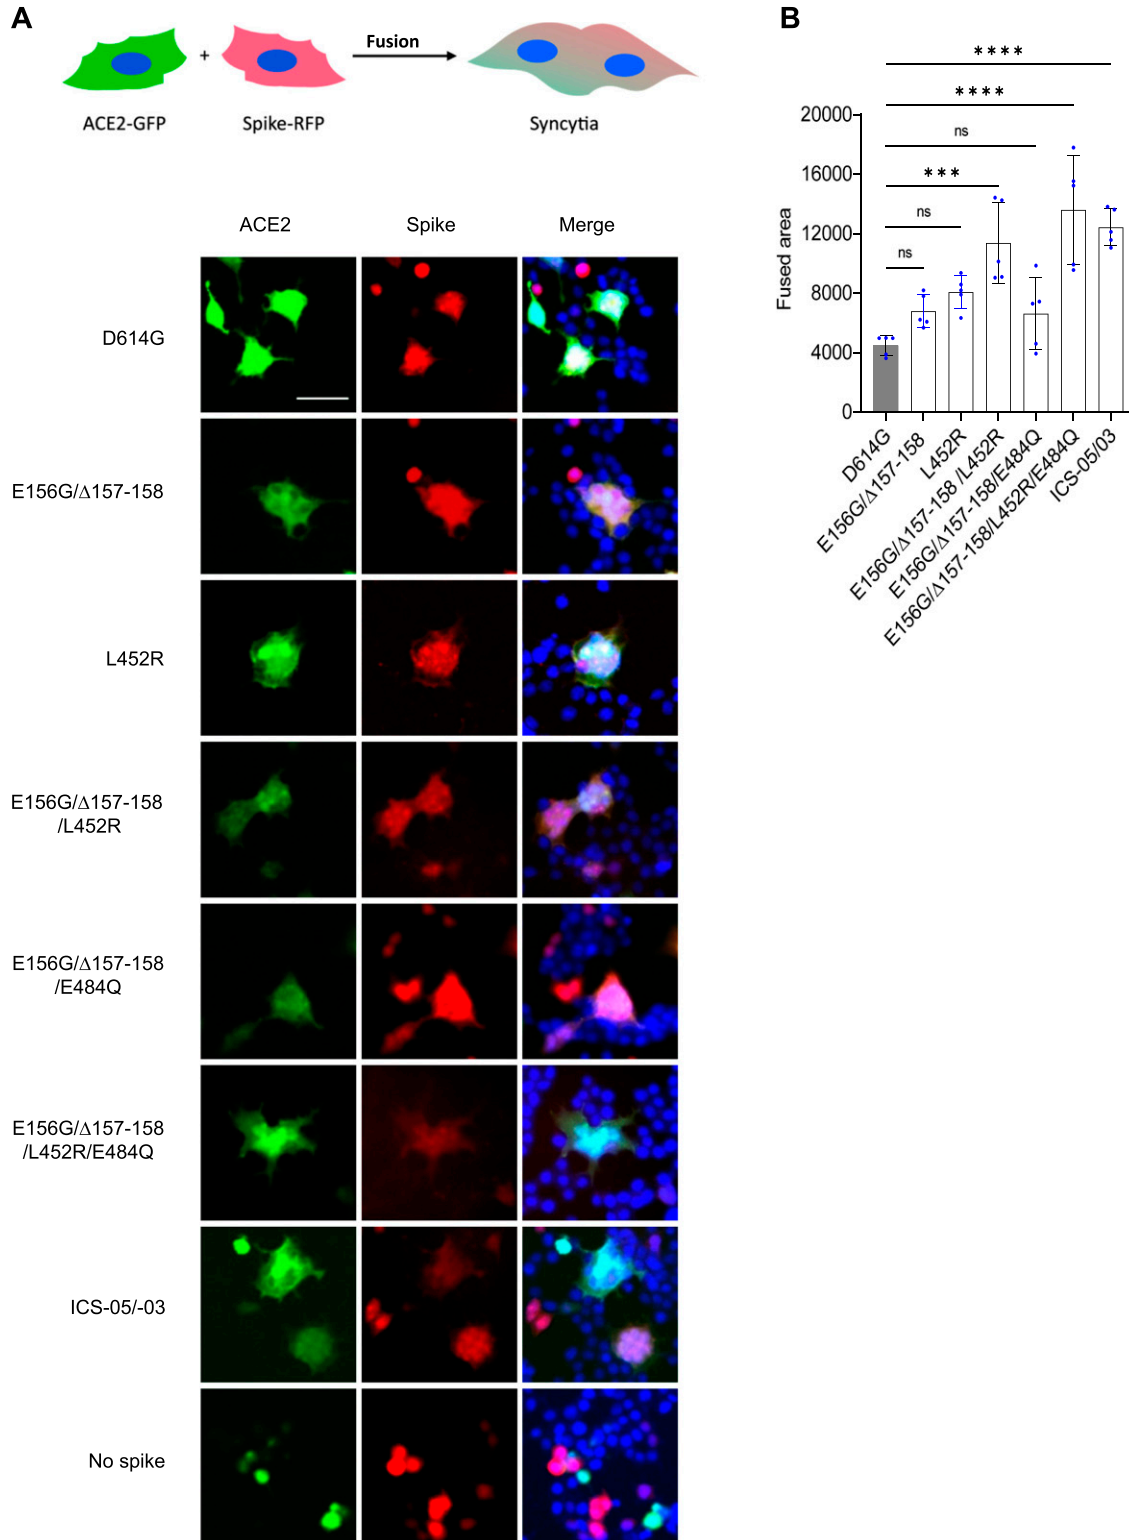 A
Fusion
+
ACE2-GFP
Spike-RFP
Syncytia
ACE2
Spike
Merge
D614G
E156G/Δ157-158
L452R
E156G/Δ157-158
/L452R
E156G/Δ157-158
/E484Q
E156G/Δ157-158
/L452R/E484Q
ICS-05/-03
No spike
B
****
****
ns
***
ns
ns
Fused area
20000
16000
12000
8000
4000
0
D614G
E156G/Δ157-158
L452R
E156G/Δ157-158 /L452R
E156G/Δ157-158/E484Q
E156G/Δ157-158/L452R/E484Q
ICS-05/03